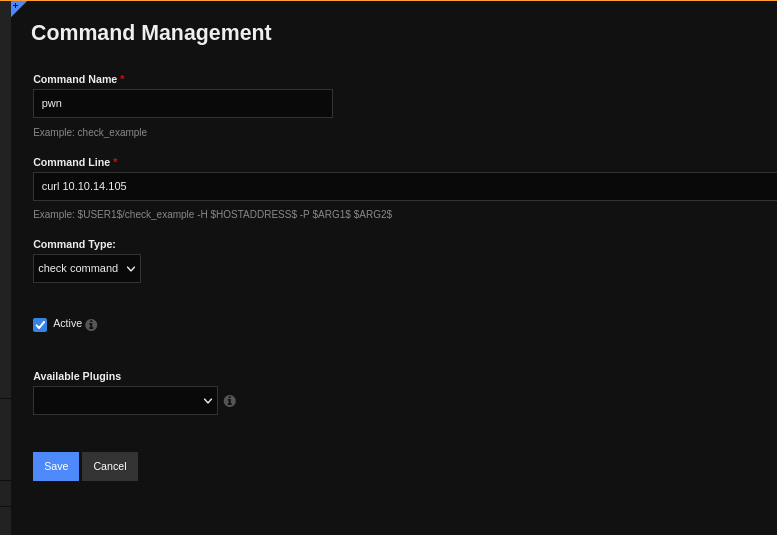 Command Management
Command Name *
pwn
Example: check_example
Command Line *
curl 10.10.14.105
Example: $USER1$/check_example -H $HOSTADDRESS$ -P $ARG1$ $ARG2$
Command Type:
check command
Active
Available Plugins
Save Cancel